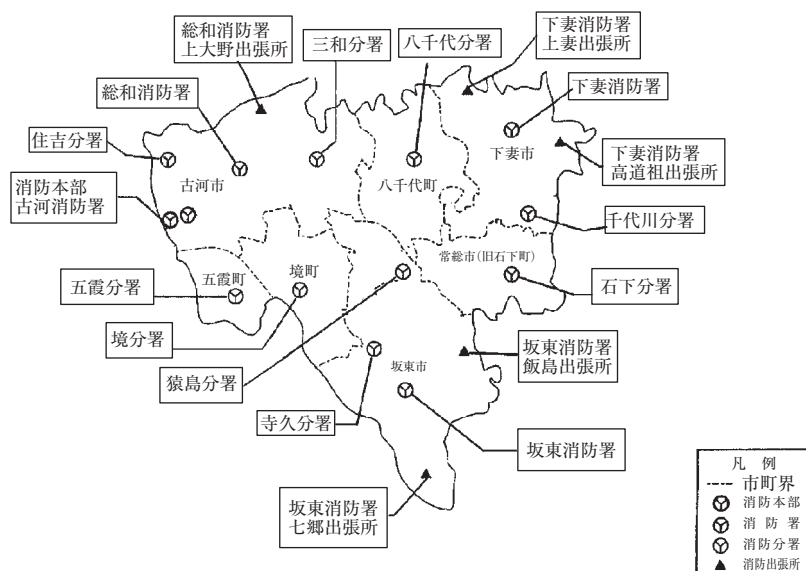 総和消防署
上大野出張所
三和分署
八千代分署
下妻消防署
上妻出張所
下妻消防署
総和消防署
住吉分署
下妻市
下妻消防署
高道祖出張所
古河市
八千代町
消防本部
古河消防署
千代川分署
常総市(旧石下町)
五霞町
境町
五霞分署
石下分署
境分署
坂東消防署
飯島出張所
猿島分署
坂東市
寺久分署
坂東消防署
坂東消防署
七郷出張所
凡 例
市町界
消防本部
消 防 署
消防分署
消防出張所